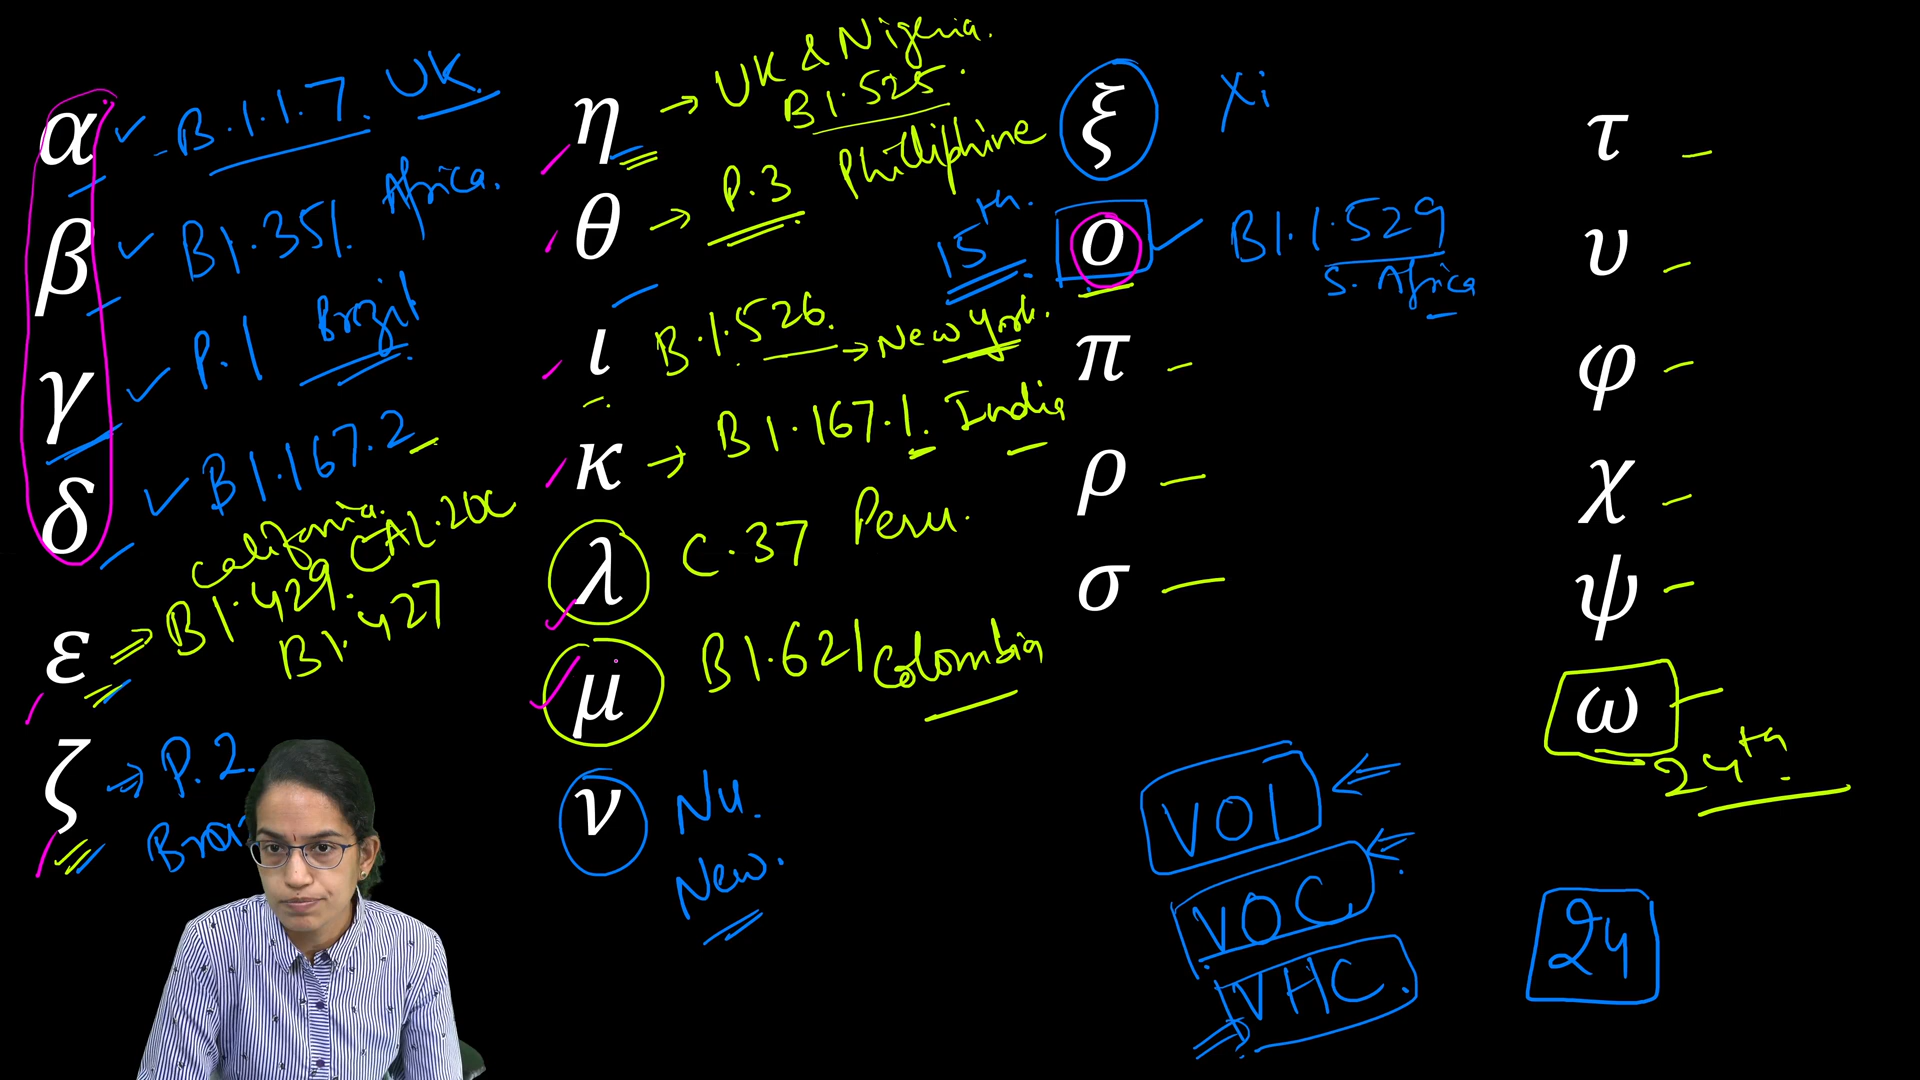 α - B.1.1.7. UK.
β B1.351. Africa.
γ P.1 Brazil
δ B1.167.2
California. CAL.20C
ε B1.429.
B1.427
ζ P.2.
η UK & Nigeria.
B1.525.
θ P.3 Philliphine
ι B.1.526. New York.
κ B1.167.1. India
λ C.37 Peru.
μ B1.621 Colombia
ν Nu.
New.
ξ Xi
15th.
ο B1.1.529
S. Africa
π -
ρ -
σ -
τ -
υ -
φ -
χ -
ψ -
ω -
24th.
VOI
VOC
VHC.
24